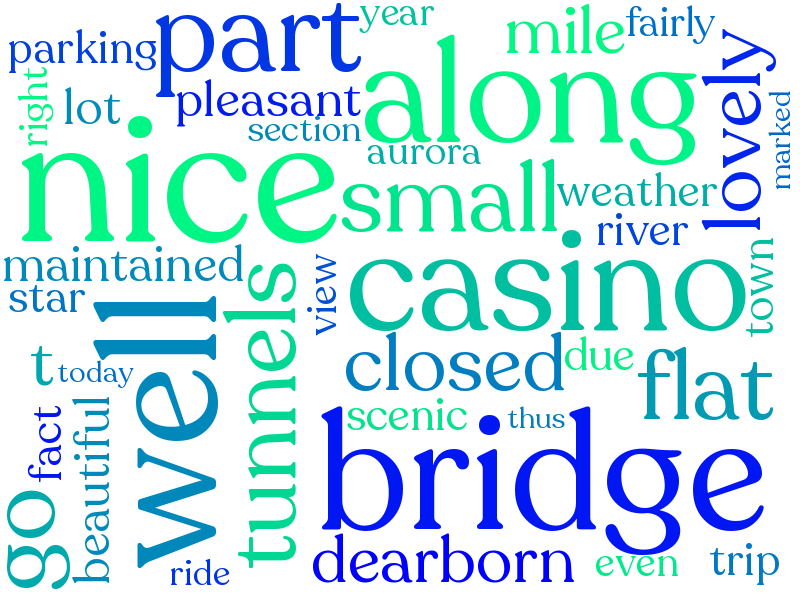 year
mile
fairly
parking
part
along
lovely
right
lot
pleasant
section
marked
aurora
nice
small
weather
river
maintained
star
view
casino
town
well
tunnels
t
today
closed
due
flat
fact
beautiful
scenic
thus
bridge
go
ride
dearborn
even
trip